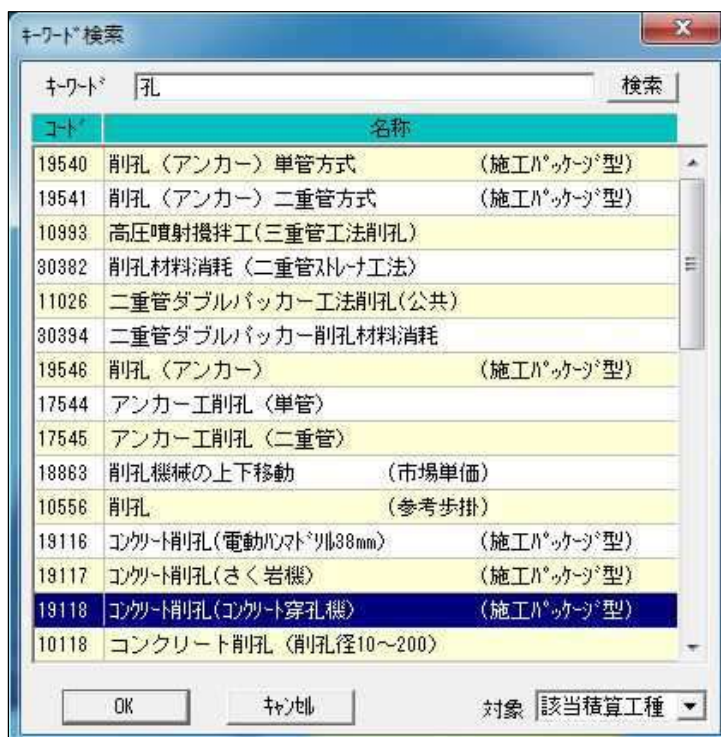 ｷｰﾜｰﾄﾞ検索
ｷｰﾜｰﾄﾞ 孔 検索
ｺｰﾄﾞ 名称
19540 削孔（アンカー）単管方式 （施工ﾊﾟｯｹｰｼﾞ型）
19541 削孔（アンカー）二重管方式 （施工ﾊﾟｯｹｰｼﾞ型）
10993 高圧噴射攪拌工(三重管工法削孔)
30382 削孔材料消耗（二重管ｽﾄﾚｰﾅ工法）
11026 二重管ダブルパッカー工法削孔(公共)
30394 二重管ダブルパッカー削孔材料消耗
19546 削孔（アンカー） （施工ﾊﾟｯｹｰｼﾞ型）
17544 アンカー工削孔（単管）
17545 アンカー工削孔（二重管）
18863 削孔機械の上下移動 （市場単価）
10556 削孔 （参考歩掛）
19116 ｺﾝｸﾘｰﾄ削孔(電動ﾊﾝﾏﾄﾞﾘﾙ38mm) （施工ﾊﾟｯｹｰｼﾞ型）
19117 ｺﾝｸﾘｰﾄ削孔(さく岩機) （施工ﾊﾟｯｹｰｼﾞ型）
19118 ｺﾝｸﾘｰﾄ削孔(ｺﾝｸﾘｰﾄ穿孔機) （施工ﾊﾟｯｹｰｼﾞ型）
10118 コンクリート削孔（削孔径10～200）
OK ｷｬﾝｾﾙ 対象 該当積算工種